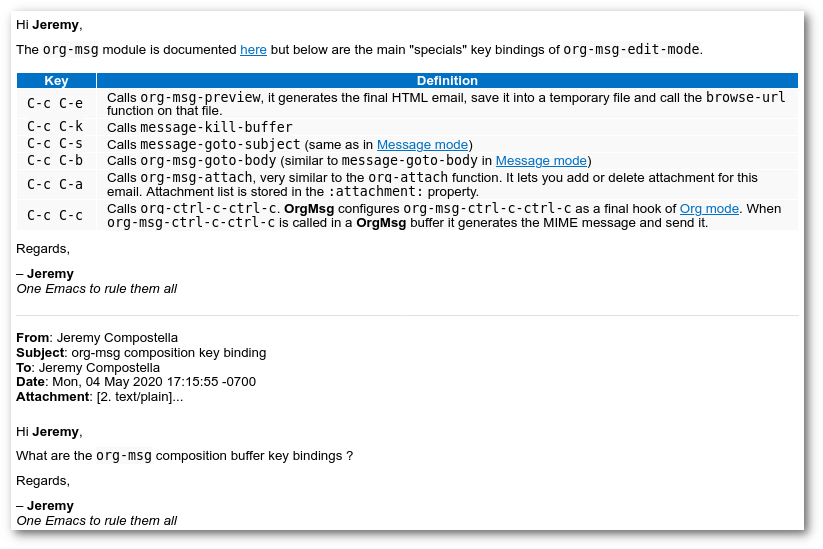 Hi Jeremy,
The org-msg module is documented here but below are the main "specials" key bindings of org-msg-edit-mode.
Key Definition
C-c C-e Calls org-msg-preview, it generates the final HTML email, save it into a temporary file and call the browse-url
function on that file.
C-c C-k Calls message-kill-buffer
C-c C-s Calls message-goto-subject (same as in Message mode)
C-c C-b Calls org-msg-goto-body (similar to message-goto-body in Message mode)
C-c C-a Calls org-msg-attach, very similar to the org-attach function. It lets you add or delete attachment for this
email. Attachment list is stored in the :attachment: property.
C-c C-c Calls org-ctrl-c-ctrl-c. OrgMsg configures org-msg-ctrl-c-ctrl-c as a final hook of Org mode. When
org-msg-ctrl-c-ctrl-c is called in a OrgMsg buffer it generates the MIME message and send it.
Regards,
– Jeremy
One Emacs to rule them all
From: Jeremy Compostella
Subject: org-msg composition key binding
To: Jeremy Compostella
Date: Mon, 04 May 2020 17:15:55 -0700
Attachment: [2. text/plain]...
Hi Jeremy,
What are the org-msg composition buffer key bindings ?
Regards,
– Jeremy
One Emacs to rule them all